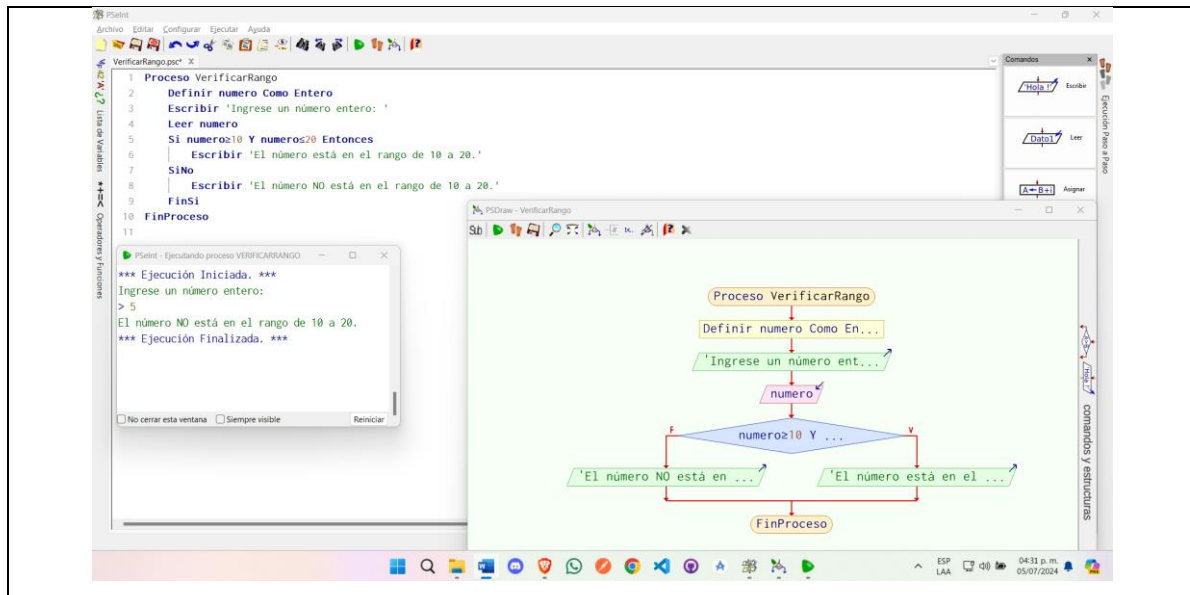 PSeInt
Archivo Editar Configurar Ejecutar Ayuda
VerificarRango.psc* X
1 Proceso VerificarRango
2 Definir numero Como Entero
3 Escribir 'Ingrese un número entero: '
4 Leer numero
5 Si numero≥10 Y numero≤20 Entonces
6 Escribir 'El número está en el rango de 10 a 20.'
7 SiNo
8 Escribir 'El número NO está en el rango de 10 a 20.'
9 FinSi
10 FinProceso
11
Lista de Variables
Operadores y Funciones
Comandos
'Hola !' Escribir
Dato1 Leer
A←B+i Asignar
Ejecución Paso a Paso
PSeInt - Ejecutando proceso VERIFICARRANGO
*** Ejecución Iniciada. ***
Ingrese un número entero:
> 5
El número NO está en el rango de 10 a 20.
*** Ejecución Finalizada. ***
No cerrar esta ventana Siempre visible Reiniciar
PSDraw - VerificarRango
Sub
Proceso VerificarRango
Definir numero Como En...
'Ingrese un número ent...
numero
numero≥10 Y ...
F V
'El número NO está en ... 'El número está en el ...
FinProceso
'Hola !'
comandos y estructuras
ESP
LAA
04:31 p. m.
05/07/2024